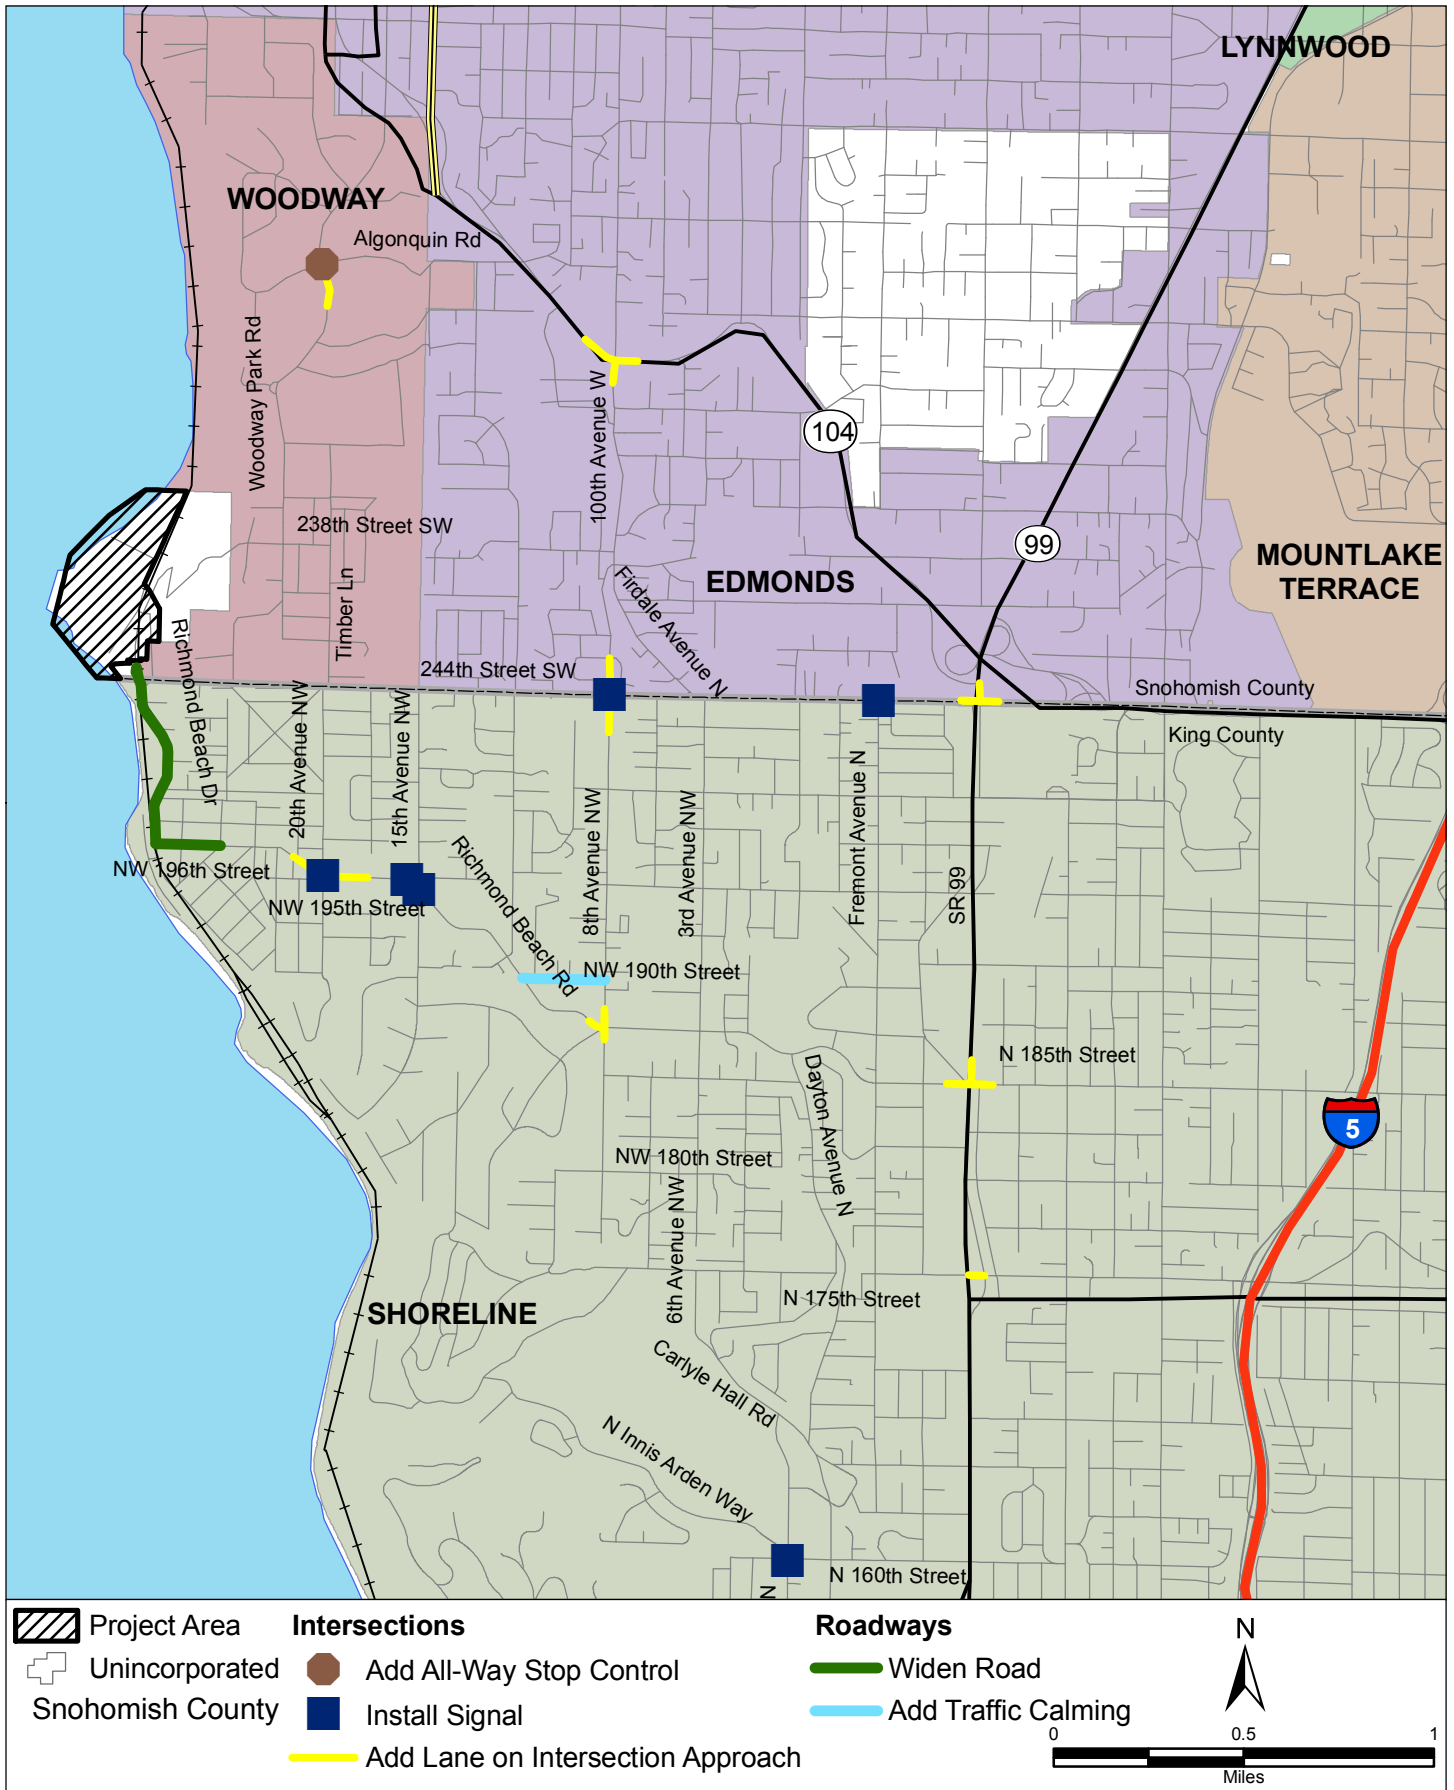 LYNNWOOD
WOODWAY
Algonquin Rd
Woodway Park Rd
100th Avenue W
104
238th Street SW
99
MOUNTLAKE
TERRACE
EDMONDS
Firdale Avenue N
Timber Ln
Richmond Beach Dr
244th Street SW
Snohomish County
King County
20th Avenue NW
15th Avenue NW
8th Avenue NW
3rd Avenue NW
Fremont Avenue N
SR 99
NW 196th Street
NW 195th Street
Richmond Beach Rd
NW 190th Street
N 185th Street
Dayton Avenue N
5
NW 180th Street
6th Avenue NW
N 175th Street
SHORELINE
Carlyle Hall Rd
N Innis Arden Way
N 160th Street
N
Project Area
Unincorporated
Snohomish County
Intersections
Add All-Way Stop Control
Install Signal
Add Lane on Intersection Approach
Roadways
Widen Road
Add Traffic Calming
N
0 0.5 1
Miles